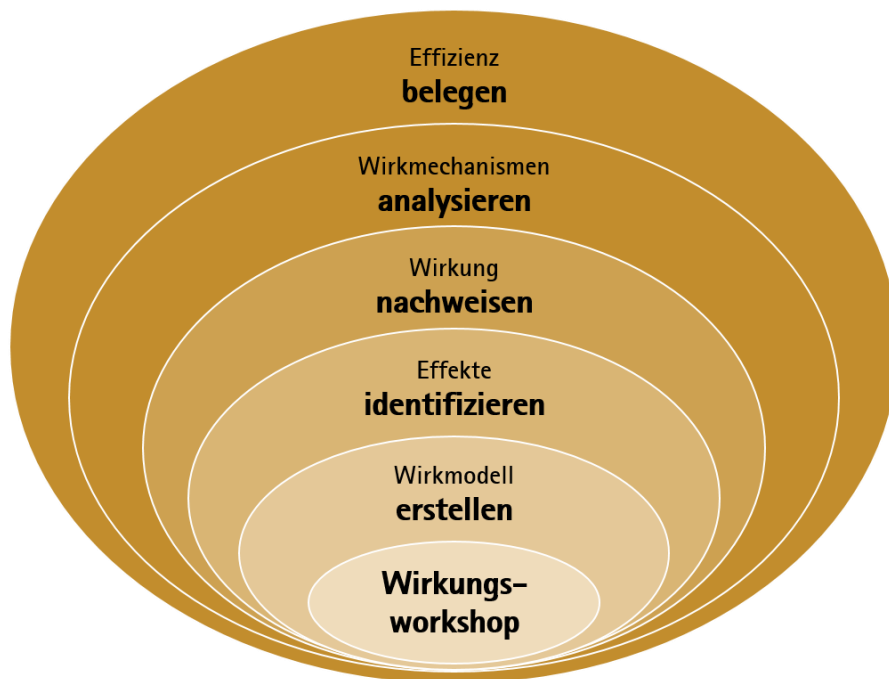 Effizienz
belegen
Wirkmechanismen
analysieren
Wirkung
nachweisen
Effekte
identifizieren
Wirkmodell
erstellen
Wirkungs-
workshop